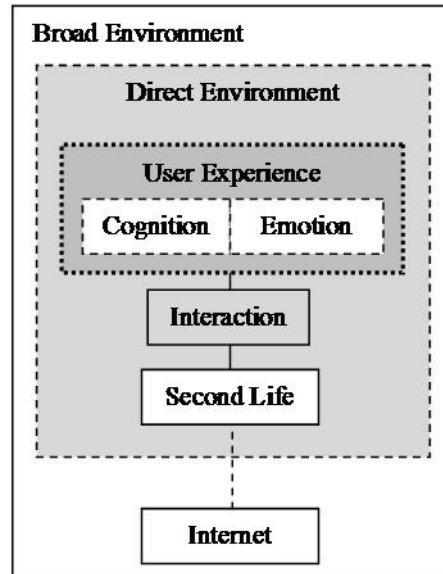 Broad Environment
Direct Environment
User Experience
Cognition Emotion
Interaction
Second Life
Internet